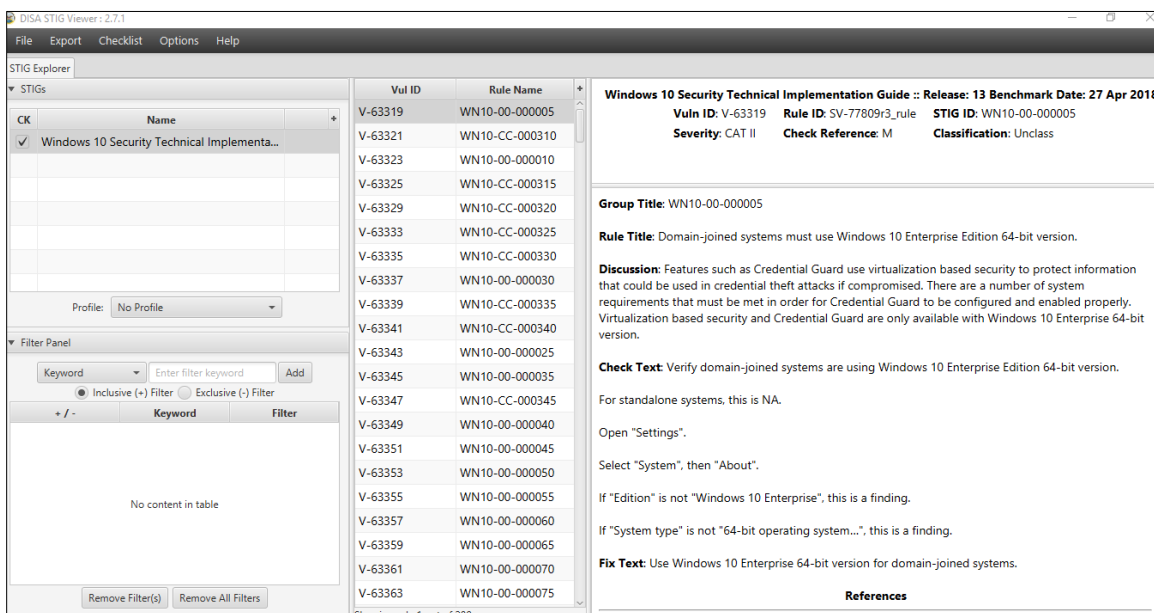 DISA STIG Viewer : 2.7.1
File Export Checklist Options Help
STIG Explorer
STIGs
CK Name +
Windows 10 Security Technical Implementa...
Profile: No Profile
Filter Panel
Keyword Enter filter keyword Add
Inclusive (+) Filter Exclusive (-) Filter
+ / - Keyword Filter
No content in table
Remove Filter(s) Remove All Filters
Vul ID Rule Name +
V-63319 WN10-00-000005
V-63321 WN10-CC-000310
V-63323 WN10-00-000010
V-63325 WN10-CC-000315
V-63329 WN10-CC-000320
V-63333 WN10-CC-000325
V-63335 WN10-CC-000330
V-63337 WN10-00-000030
V-63339 WN10-CC-000335
V-63341 WN10-CC-000340
V-63343 WN10-00-000025
V-63345 WN10-00-000035
V-63347 WN10-CC-000345
V-63349 WN10-00-000040
V-63351 WN10-00-000045
V-63353 WN10-00-000050
V-63355 WN10-00-000055
V-63357 WN10-00-000060
V-63359 WN10-00-000065
V-63361 WN10-00-000070
V-63363 WN10-00-000075
Windows 10 Security Technical Implementation Guide :: Release: 13 Benchmark Date: 27 Apr 2018
Vuln ID: V-63319 Rule ID: SV-77809r3_rule STIG ID: WN10-00-000005
Severity: CAT II Check Reference: M Classification: Unclass
Group Title: WN10-00-000005
Rule Title: Domain-joined systems must use Windows 10 Enterprise Edition 64-bit version.
Discussion: Features such as Credential Guard use virtualization based security to protect information
that could be used in credential theft attacks if compromised. There are a number of system
requirements that must be met in order for Credential Guard to be configured and enabled properly.
Virtualization based security and Credential Guard are only available with Windows 10 Enterprise 64-bit
version.
Check Text: Verify domain-joined systems are using Windows 10 Enterprise Edition 64-bit version.
For standalone systems, this is NA.
Open "Settings".
Select "System", then "About".
If "Edition" is not "Windows 10 Enterprise", this is a finding.
If "System type" is not "64-bit operating system...", this is a finding.
Fix Text: Use Windows 10 Enterprise 64-bit version for domain-joined systems.
References